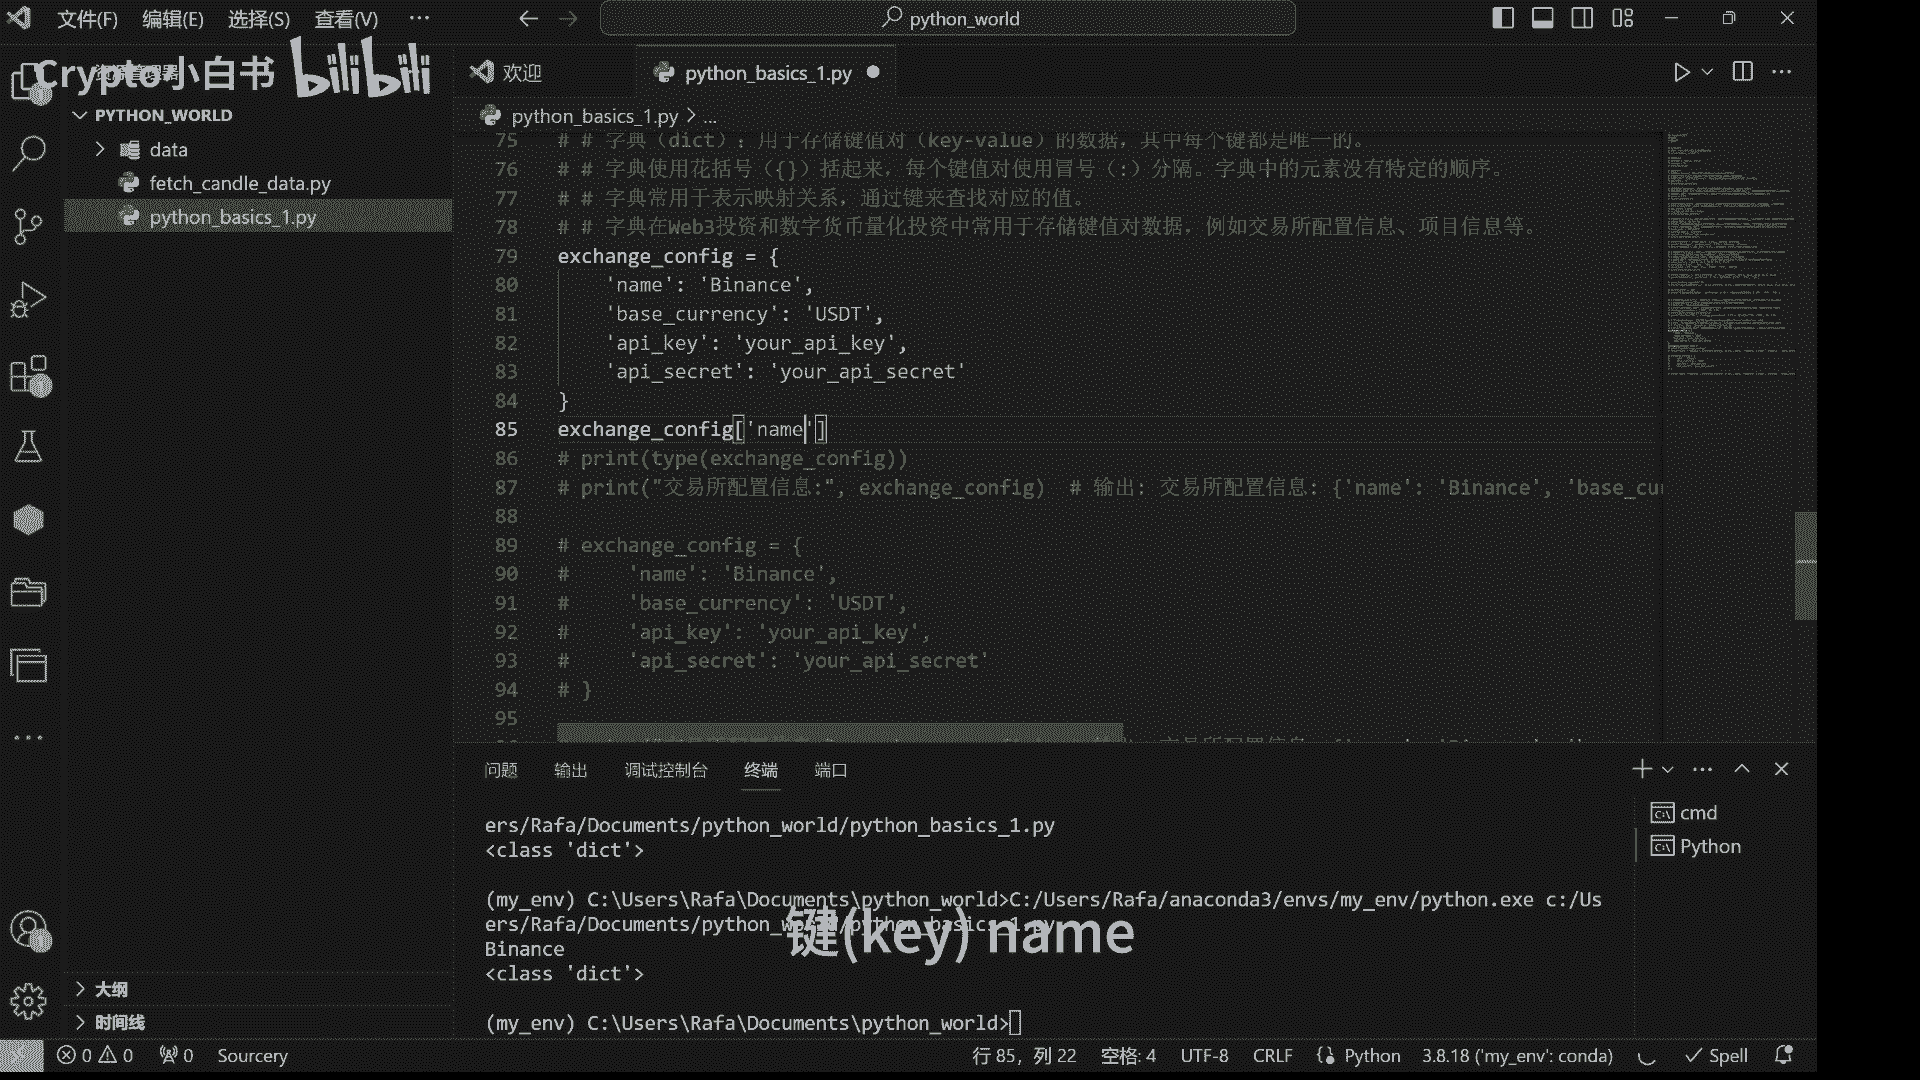 文件(F) 编辑(E) 选择(S) 查看(V) ··· python_world
Crypto小白书 bilibili
欢迎 python_basics_1.py
PYTHON_WORLD
python_basics_1.py > ...
data
fetch_candle_data.py
python_basics_1.py
75 # # 字典（dict）：用于存储键值对（key-value）的数据，其中每个键都是唯一的。
76 # # 字典使用花括号（{}）括起来，每个键值对使用冒号（:）分隔。字典中的元素没有特定的顺序。
77 # # 字典常用于表示映射关系，通过键来查找对应的值。
78 # # 字典在Web3投资和数字货币量化投资中常用于存储键值对数据，例如交易所配置信息、项目信息等。
79 exchange_config = {
80 'name': 'Binance',
81 'base_currency': 'USDT',
82 'api_key': 'your_api_key',
83 'api_secret': 'your_api_secret'
84 }
85 exchange_config['name']
86 # print(type(exchange_config))
87 # print("交易所配置信息:", exchange_config)  # 输出: 交易所配置信息: {'name': 'Binance', 'base_cu
88
89 # exchange_config = {
90 #     'name': 'Binance',
91 #     'base_currency': 'USDT',
92 #     'api_key': 'your_api_key',
93 #     'api_secret': 'your_api_secret'
94 # }
95
问题 输出 调试控制台 终端 端口
ers/Rafa/Documents/python_world/python_basics_1.py
<class 'dict'>
(my_env) C:\Users\Rafa\Documents\python_world>C:/Users/Rafa/anaconda3/envs/my_env/python.exe c:/Us
ers/Rafa/Documents/python_world/python_basics_1.py
Binance
<class 'dict'>
(my_env) C:\Users\Rafa\Documents\python_world>
cmd
Python
键(key) name
大纲
时间线
0 0 0 Sourcery 行 85，列 22 空格: 4 UTF-8 CRLF Python 3.8.18 ('my_env': conda) Spell